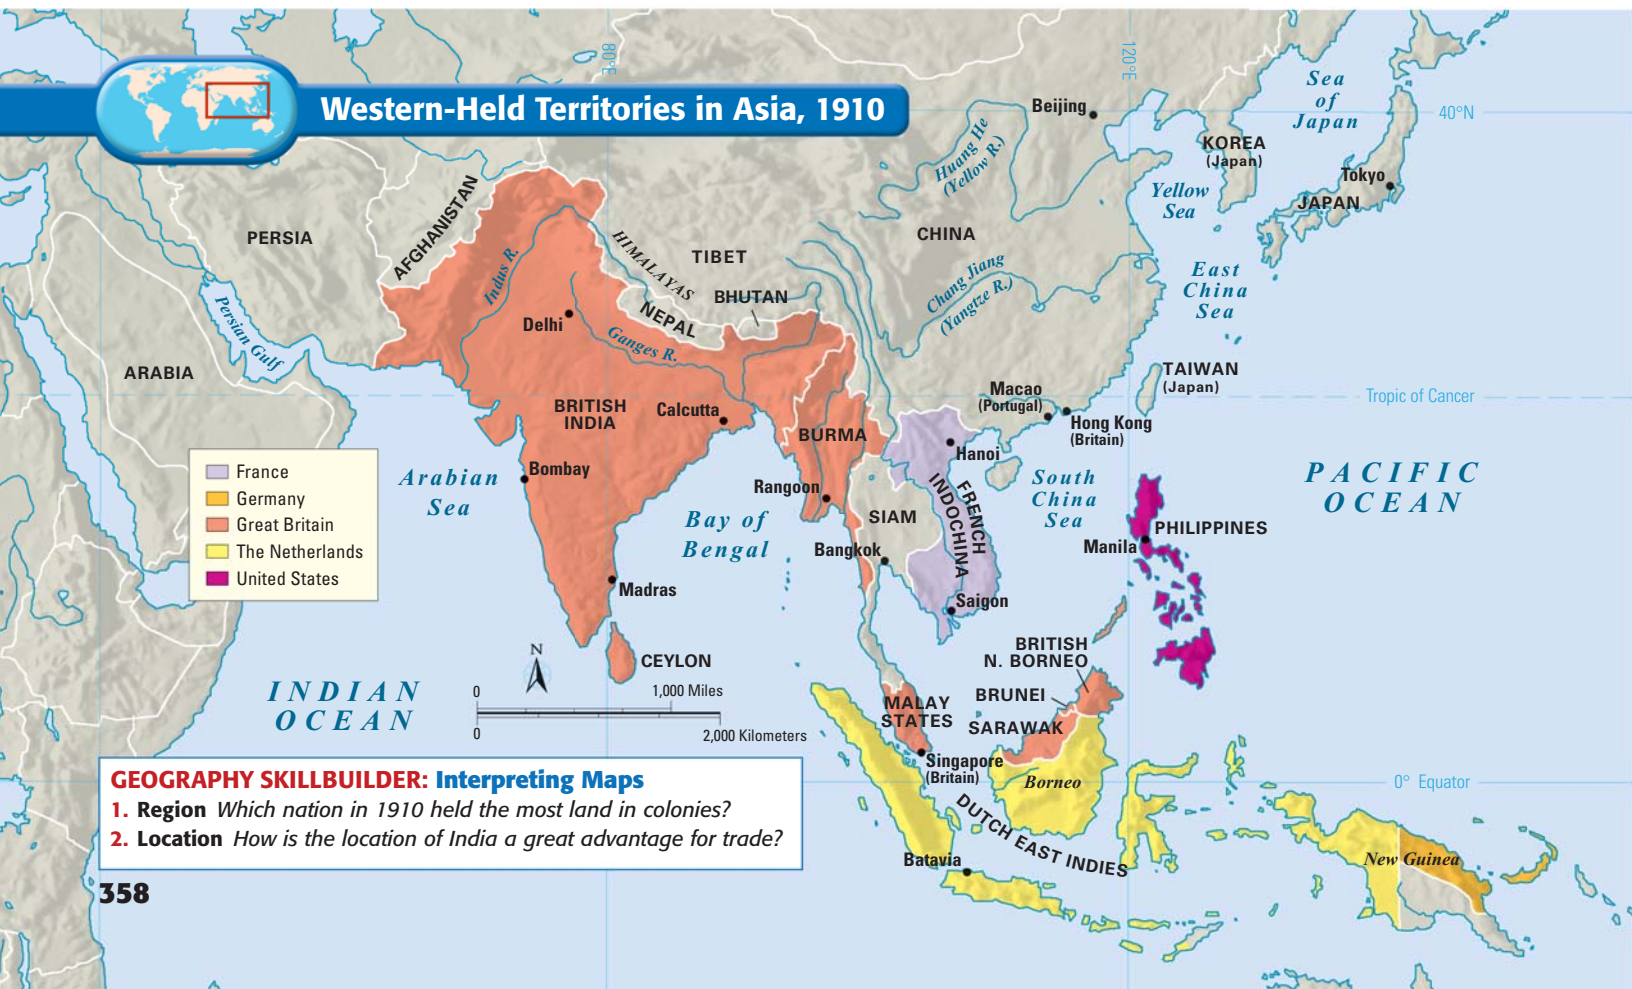 Western-Held Territories in Asia, 1910
80°E
120°E
40°N
Sea
of
Japan
Beijing
Huang He
(Yellow R.)
KOREA
(Japan)
Tokyo
JAPAN
Yellow
Sea
AFGHANISTAN
PERSIA
HIMALAYAS
TIBET
CHINA
Indus R.
Chang Jiang
(Yangtze R.)
East
China
Sea
BHUTAN
NEPAL
Persian Gulf
Delhi
Ganges R.
ARABIA
TAIWAN
(Japan)
Macao
(Portugal)
Tropic of Cancer
BRITISH
INDIA
Calcutta
Hong Kong
(Britain)
BURMA
Hanoi
France
Germany
Great Britain
The Netherlands
United States
Arabian
Sea
Bombay
Rangoon
South
China
Sea
PACIFIC
OCEAN
Bay of
Bengal
SIAM
FRENCH
INDOCHINA
PHILIPPINES
Manila
Bangkok
Madras
Saigon
N
CEYLON
BRITISH
N. BORNEO
INDIAN
OCEAN
0 1,000 Miles
0 2,000 Kilometers
MALAY
STATES
BRUNEI
SARAWAK
Singapore
(Britain)
Borneo
0° Equator
DUTCH EAST INDIES
Batavia
New Guinea
GEOGRAPHY SKILLBUILDER: Interpreting Maps
1. Region Which nation in 1910 held the most land in colonies?
2. Location How is the location of India a great advantage for trade?
358